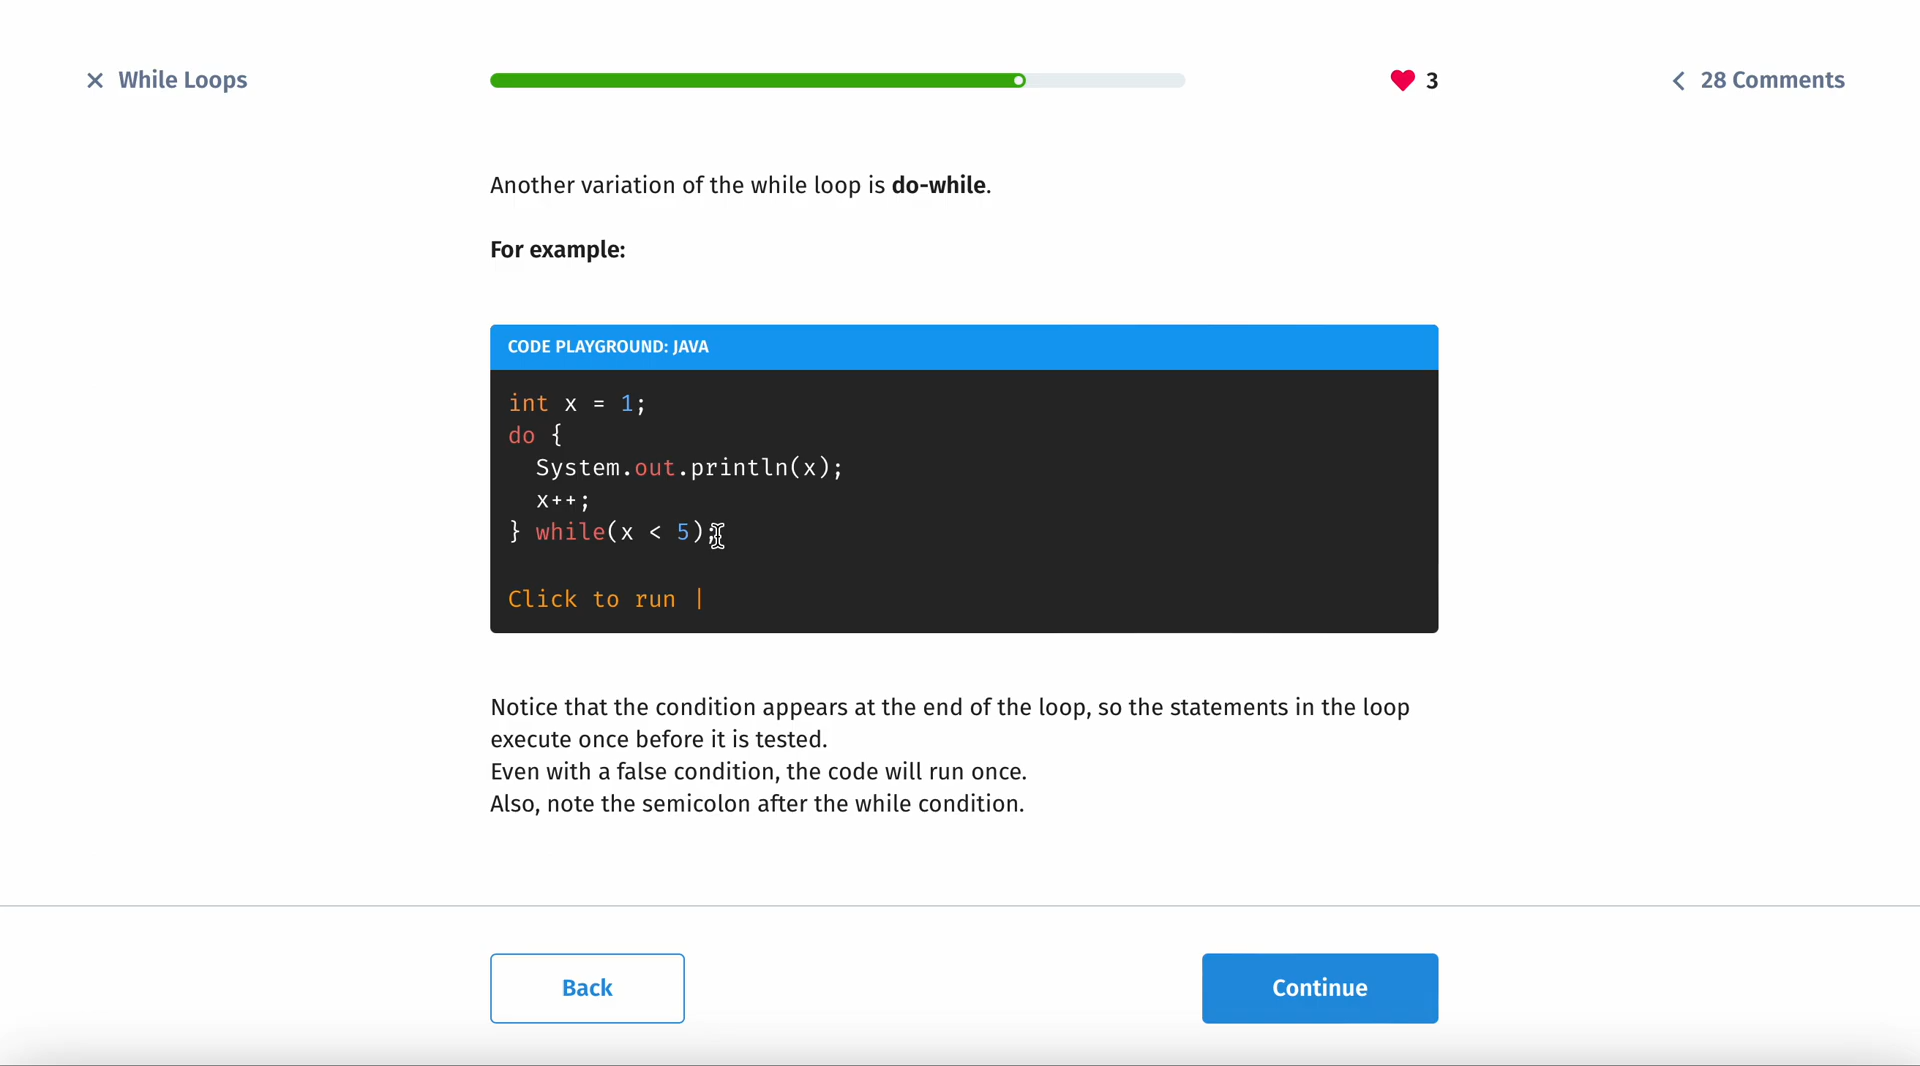 While Loops
3
28 Comments
Another variation of the while loop is do-while.
For example:
CODE PLAYGROUND: JAVA
int x = 1;
do {
  System.out.println(x);
  x++;
} while(x < 5);
Click to run |
Notice that the condition appears at the end of the loop, so the statements in the loop
execute once before it is tested.
Even with a false condition, the code will run once.
Also, note the semicolon after the while condition.
Back
Continue